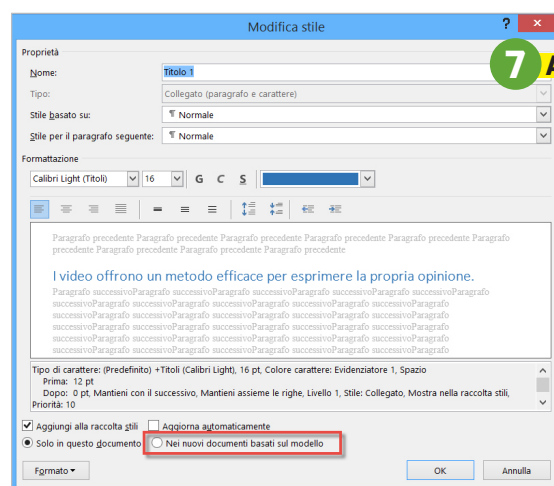 Modifica stile
?
×
7
A
Proprietà
Nome: Titolo 1
Tipo: Collegato (paragrafo e carattere)
Stile basato su: ¶ Normale
Stile per il paragrafo seguente: ¶ Normale
Formattazione
Calibri Light (Titoli) 16 G C S
Paragrafo precedente Paragrafo precedente Paragrafo precedente Paragrafo precedente Paragrafo precedente Paragrafo
precedente Paragrafo precedente Paragrafo precedente Paragrafo precedente
I video offrono un metodo efficace per esprimere la propria opinione.
Paragrafo successivoParagrafo successivoParagrafo successivoParagrafo successivoParagrafo
successivoParagrafo successivoParagrafo successivoParagrafo successivoParagrafo
successivoParagrafo successivoParagrafo successivoParagrafo successivoParagrafo
successivoParagrafo successivoParagrafo successivoParagrafo successivoParagrafo
successivoParagrafo successivoParagrafo successivoParagrafo successivoParagrafo
successivoParagrafo successivoParagrafo successivoParagrafo successivoParagrafo
Tipo di carattere: (Predefinito) +Titoli (Calibri Light), 16 pt, Colore carattere: Evidenziatore 1, Spazio
Prima: 12 pt
Dopo: 0 pt, Mantieni con il successivo, Mantieni assieme le righe, Livello 1, Stile: Collegato, Mostra nella raccolta stili,
Priorità: 10
Aggiungi alla raccolta stili Aggiorna automaticamente
Solo in questo documento Nei nuovi documenti basati sul modello
Formato OK Annulla